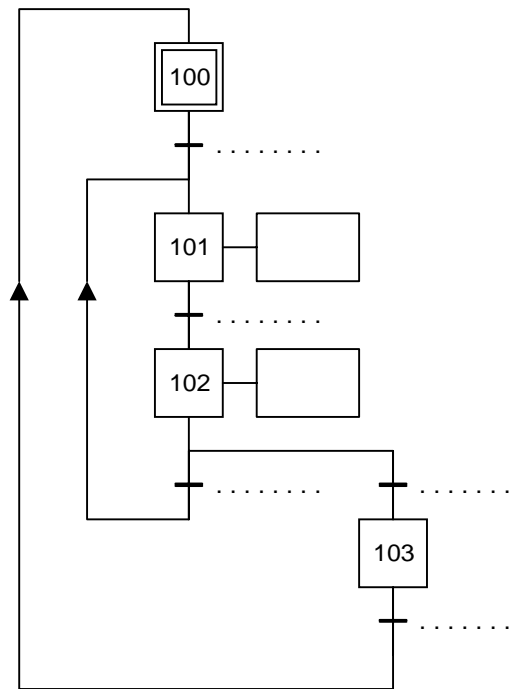 100
. . . . . . . .
101
. . . . . . . .
102
. . . . . . . . . . . . . . .
103
. . . . . . .